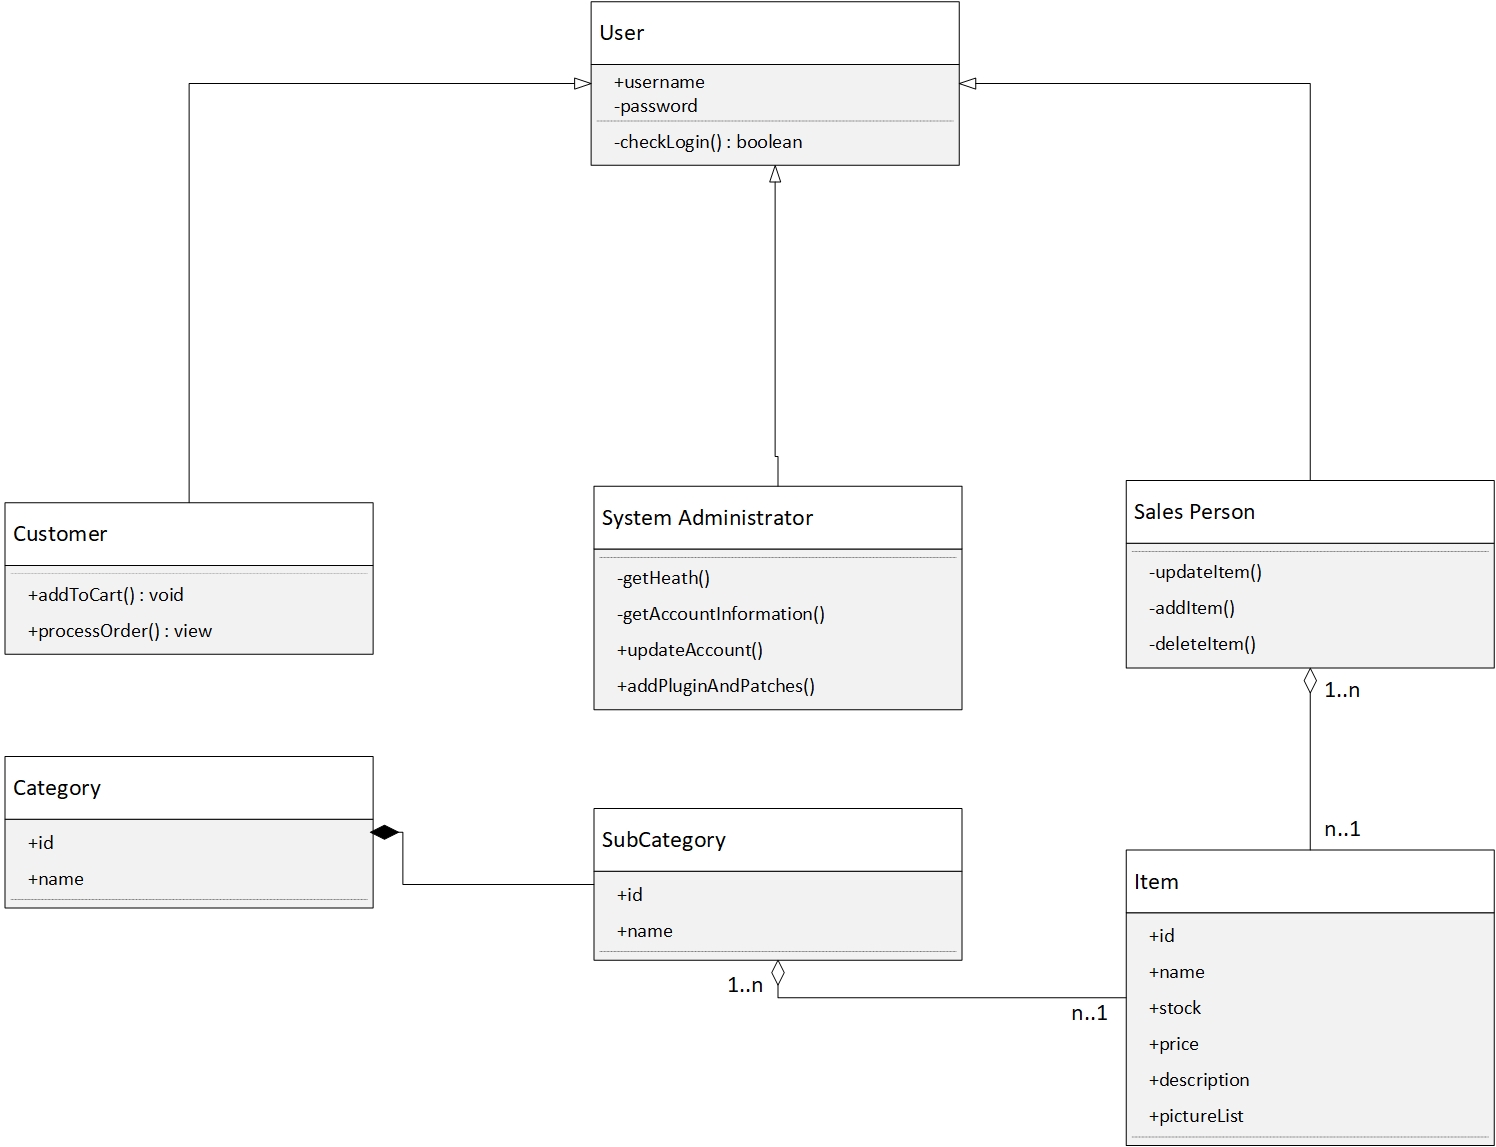 User
+username
-password
-checkLogin() : boolean
Customer
+addToCart() : void
+processOrder() : view
System Administrator
-getHeath()
-getAccountInformation()
+updateAccount()
+addPluginAndPatches()
Sales Person
-updateItem()
-addItem()
-deleteItem()
1..n
n..1
Category
+id
+name
SubCategory
+id
+name
1..n
n..1
Item
+id
+name
+stock
+price
+description
+pictureList